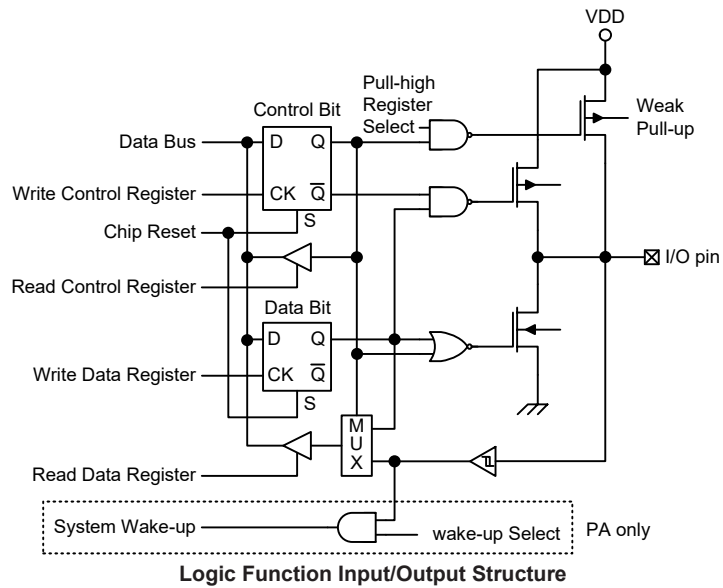 VDD
Pull-high
Register
Select
Weak
Pull-up
Control Bit
Data Bus
D
Q
Write Control Register
CK
Q̅
S
Chip Reset
I/O pin
Read Control Register
Data Bit
D
Q
Write Data Register
CK
Q̅
S
M
U
X
Read Data Register
System Wake-up
wake-up Select
PA only
Logic Function Input/Output Structure